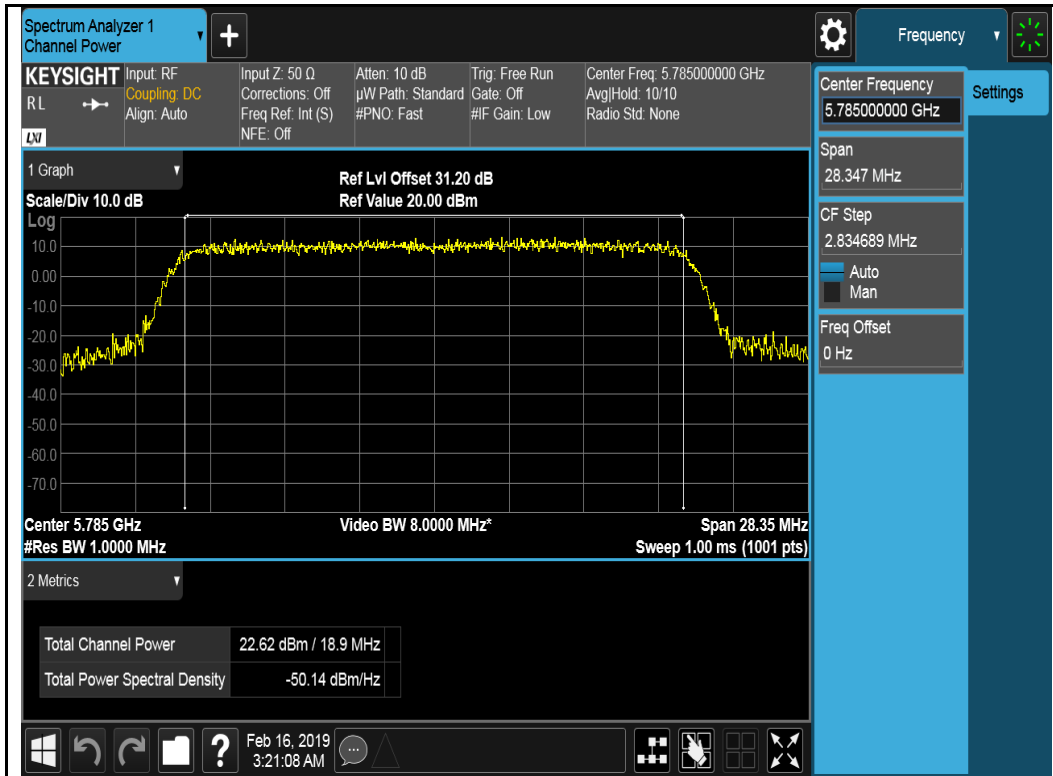 Spectrum Analyzer 1
Channel Power
+
Frequency
KEYSIGHT
R L
LXI
Input: RF
Coupling: DC
Align: Auto
Input Z: 50 Ω
Corrections: Off
Freq Ref: Int (S)
NFE: Off
Atten: 10 dB
µW Path: Standard
#PNO: Fast
Trig: Free Run
Gate: Off
#IF Gain: Low
Center Freq: 5.785000000 GHz
Avg|Hold: 10/10
Radio Std: None
Center Frequency
5.785000000 GHz
Settings
Span
28.347 MHz
CF Step
2.834689 MHz
Auto
Man
Freq Offset
0 Hz
1 Graph
Scale/Div 10.0 dB
Ref Lvl Offset 31.20 dB
Ref Value 20.00 dBm
Log
10.0
0.00
-10.0
-20.0
-30.0
-40.0
-50.0
-60.0
-70.0
Center 5.785 GHz
#Res BW 1.0000 MHz
Video BW 8.0000 MHz*
Span 28.35 MHz
Sweep 1.00 ms (1001 pts)
2 Metrics
Total Channel Power 22.62 dBm / 18.9 MHz
Total Power Spectral Density -50.14 dBm/Hz
?
Feb 16, 2019
3:21:08 AM